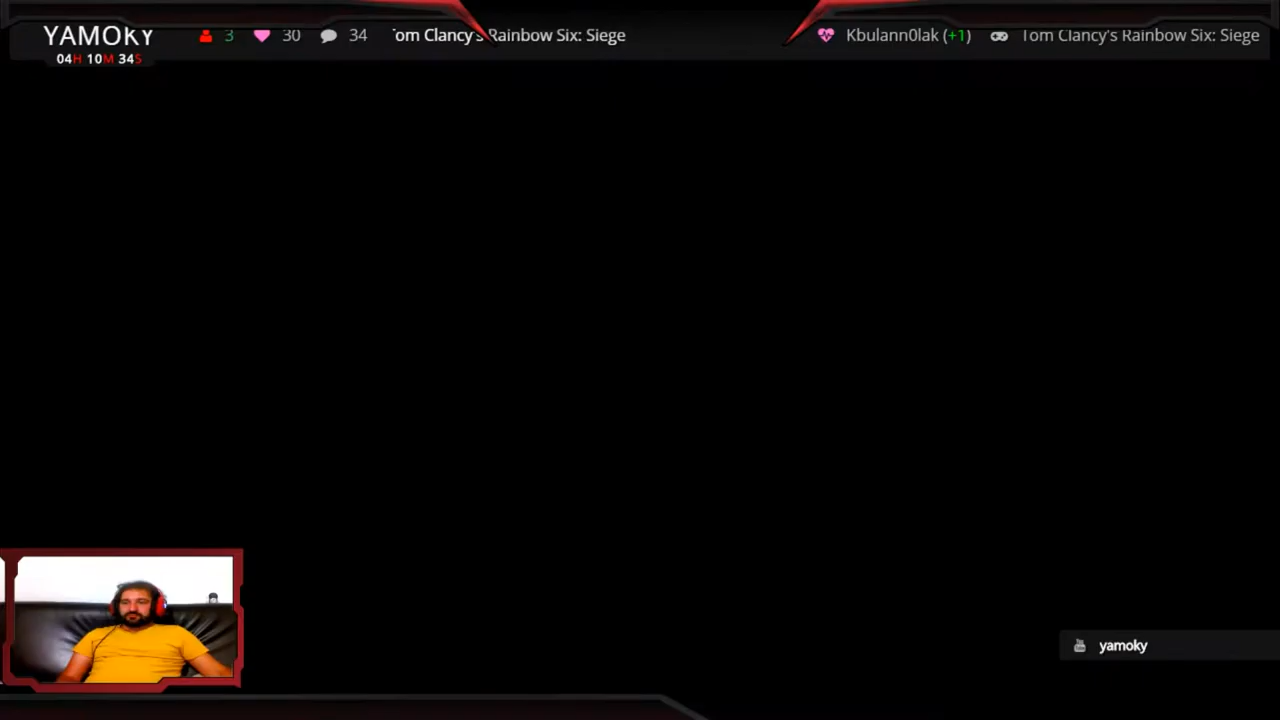 YAMOKY 3 30 34 Tom Clancy's Rainbow Six: Siege Kbulann0lak (+1) Tom Clancy's Rainbow Six: Siege
04H 10M 34S
yamoky